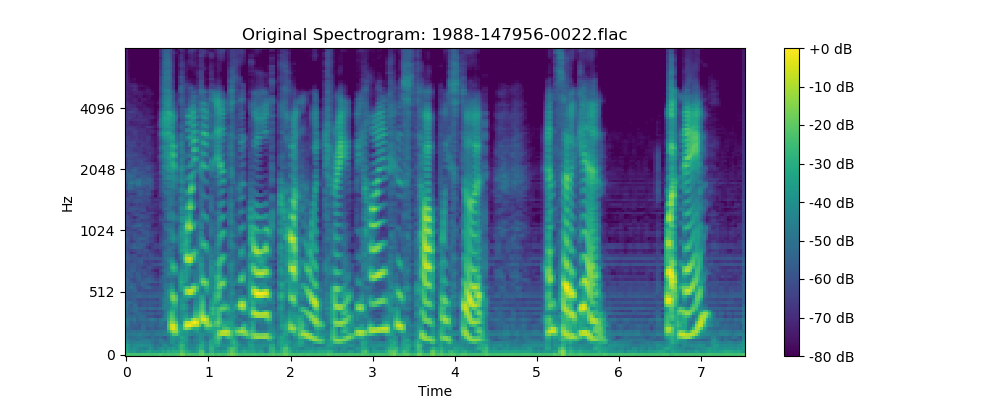 Original Spectrogram: 1988-147956-0022.flac
Hz
4096
2048
1024
512
0
0 1 2 3 4 5 6 7
Time
+0 dB
-10 dB
-20 dB
-30 dB
-40 dB
-50 dB
-60 dB
-70 dB
-80 dB